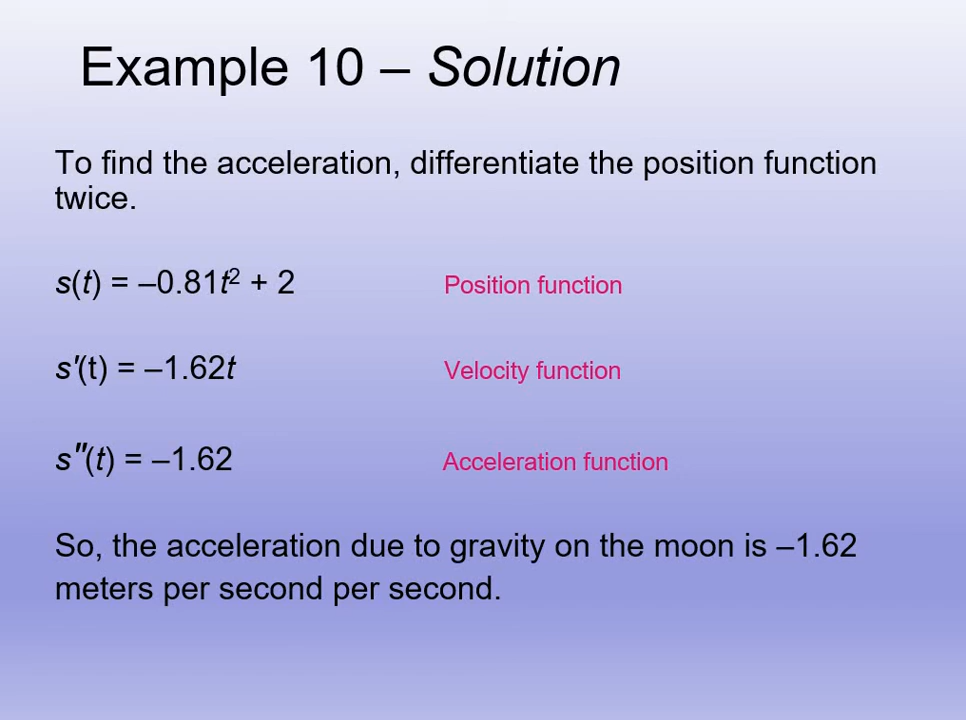 Example 10 – Solution
To find the acceleration, differentiate the position function
twice.
s(t) = –0.81t² + 2 Position function
s′(t) = –1.62t Velocity function
s″(t) = –1.62 Acceleration function
So, the acceleration due to gravity on the moon is –1.62
meters per second per second.